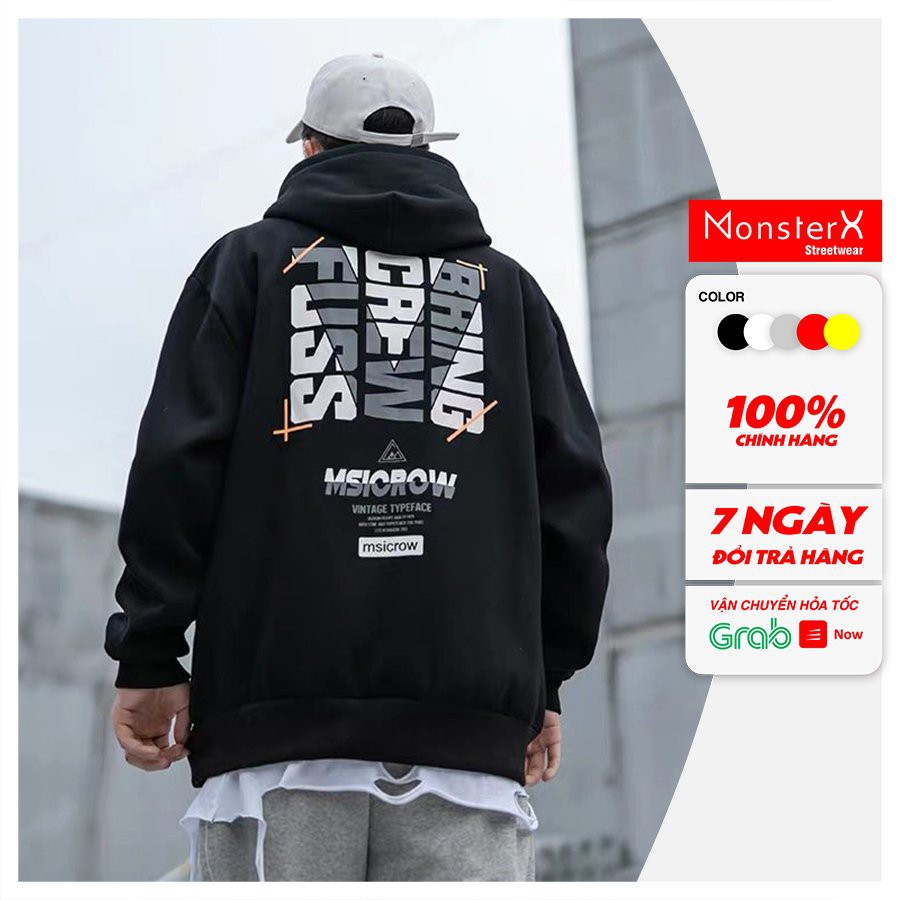 FUSS
CREW
BRING
MSICROW
VINTAGE TYPEFACE
msicrow
MonsterX
Streetwear
COLOR
100%
CHÍNH HÃNG
7 NGÀY
ĐỔI TRẢ HÀNG
VẬN CHUYỂN HỎA TỐC
Grab
Now